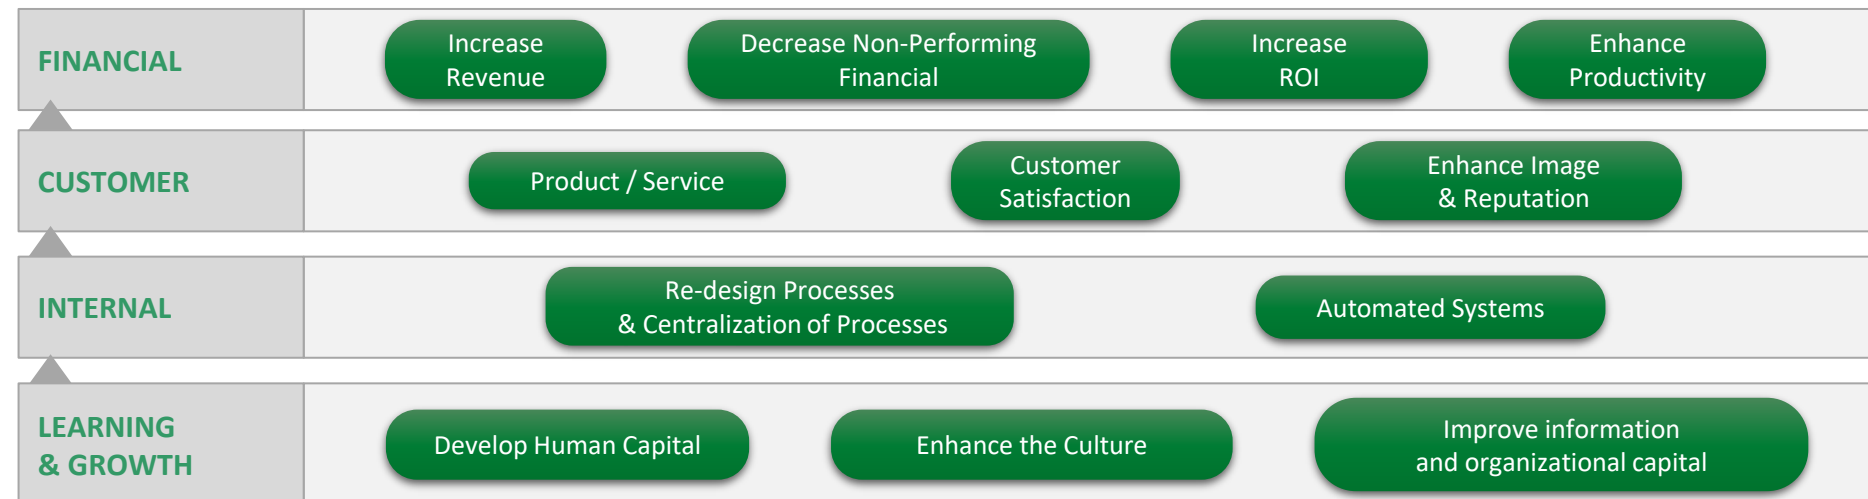 FINANCIAL
Increase
Revenue
Decrease Non-Performing
Financial
Increase
ROI
Enhance
Productivity
CUSTOMER
Product / Service
Customer
Satisfaction
Enhance Image
& Reputation
INTERNAL
Re-design Processes
& Centralization of Processes
Automated Systems
LEARNING
& GROWTH
Develop Human Capital
Enhance the Culture
Improve information
and organizational capital